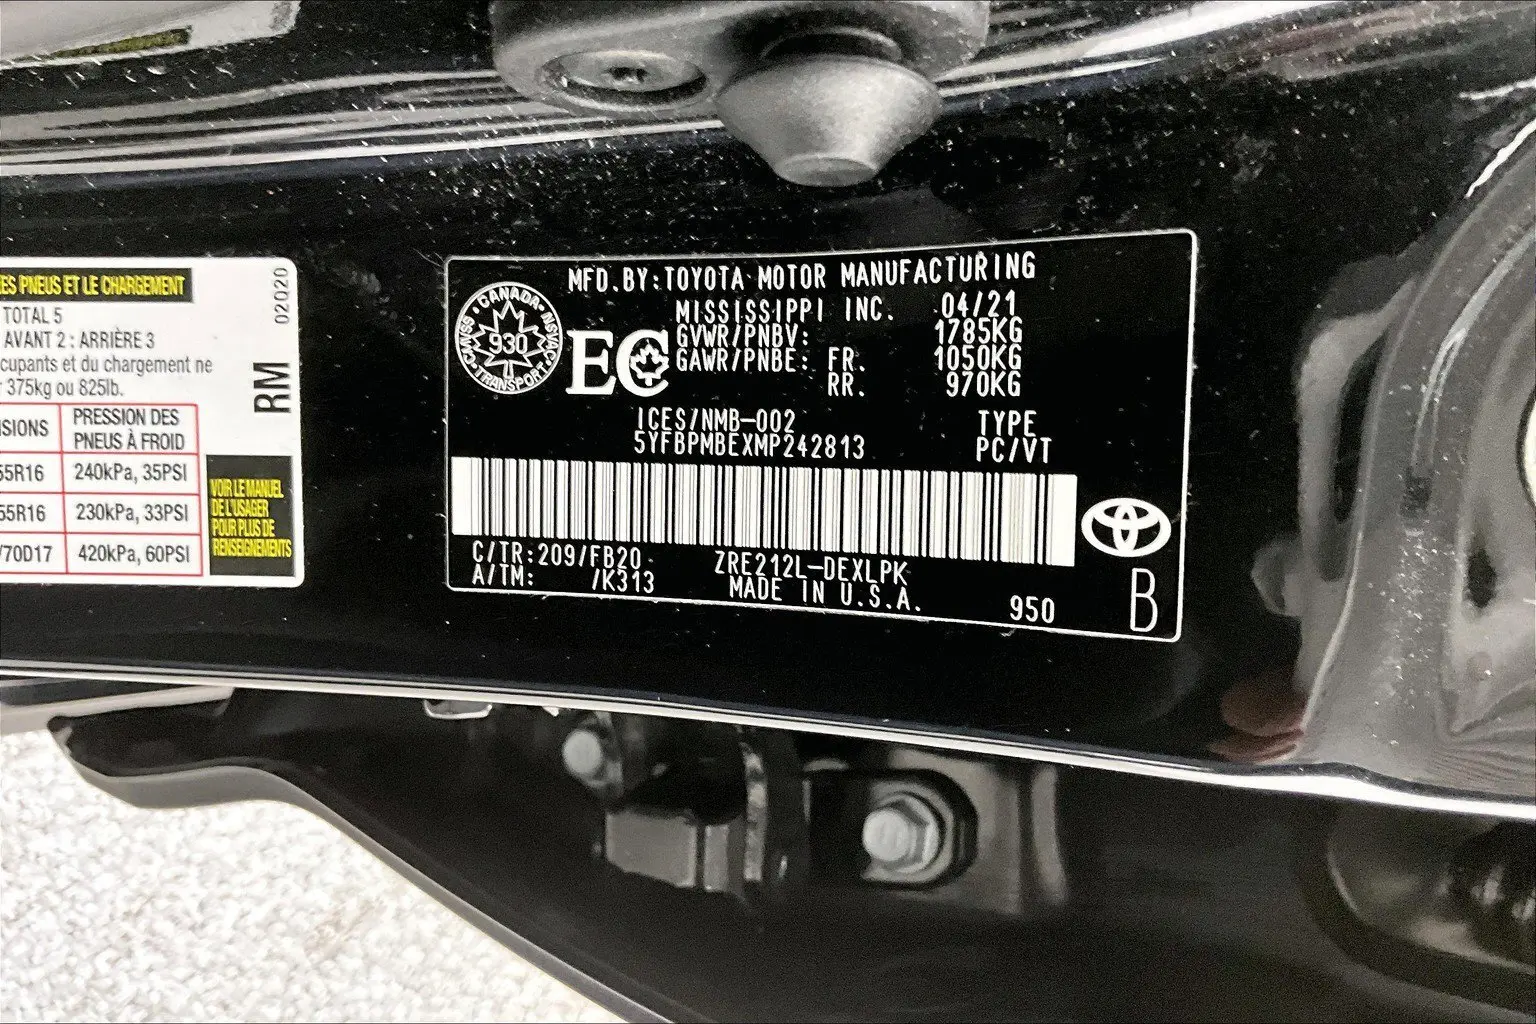 ES PNEUS ET LE CHARGEMENT
TOTAL 5
AVANT 2 : ARRIÈRE 3
cupants et du chargement ne
375kg ou 825lb.
SIONS PRESSION DES
PNEUS À FROID
55R16 240kPa, 35PSI
55R16 230kPa, 33PSI
/70D17 420kPa, 60PSI
02020
RM
VOIR LE MANUEL
DE L'USAGER
POUR PLUS DE
RENSEIGNEMENTS
CANADA
NSVAC
TRANSPORT
CMVSS
930
EC
MFD.BY:TOYOTA MOTOR MANUFACTURING
MISSISSIPPI INC. 04/21
GVWR/PNBV: 1785KG
GAWR/PNBE: FR. 1050KG
RR. 970KG
ICES/NMB-002 TYPE
5YFBPMBEXMP242813 PC/VT
C/TR:209/FB20 ZRE212L-DEXLPK
A/TM: /K313 MADE IN U.S.A. 950
B